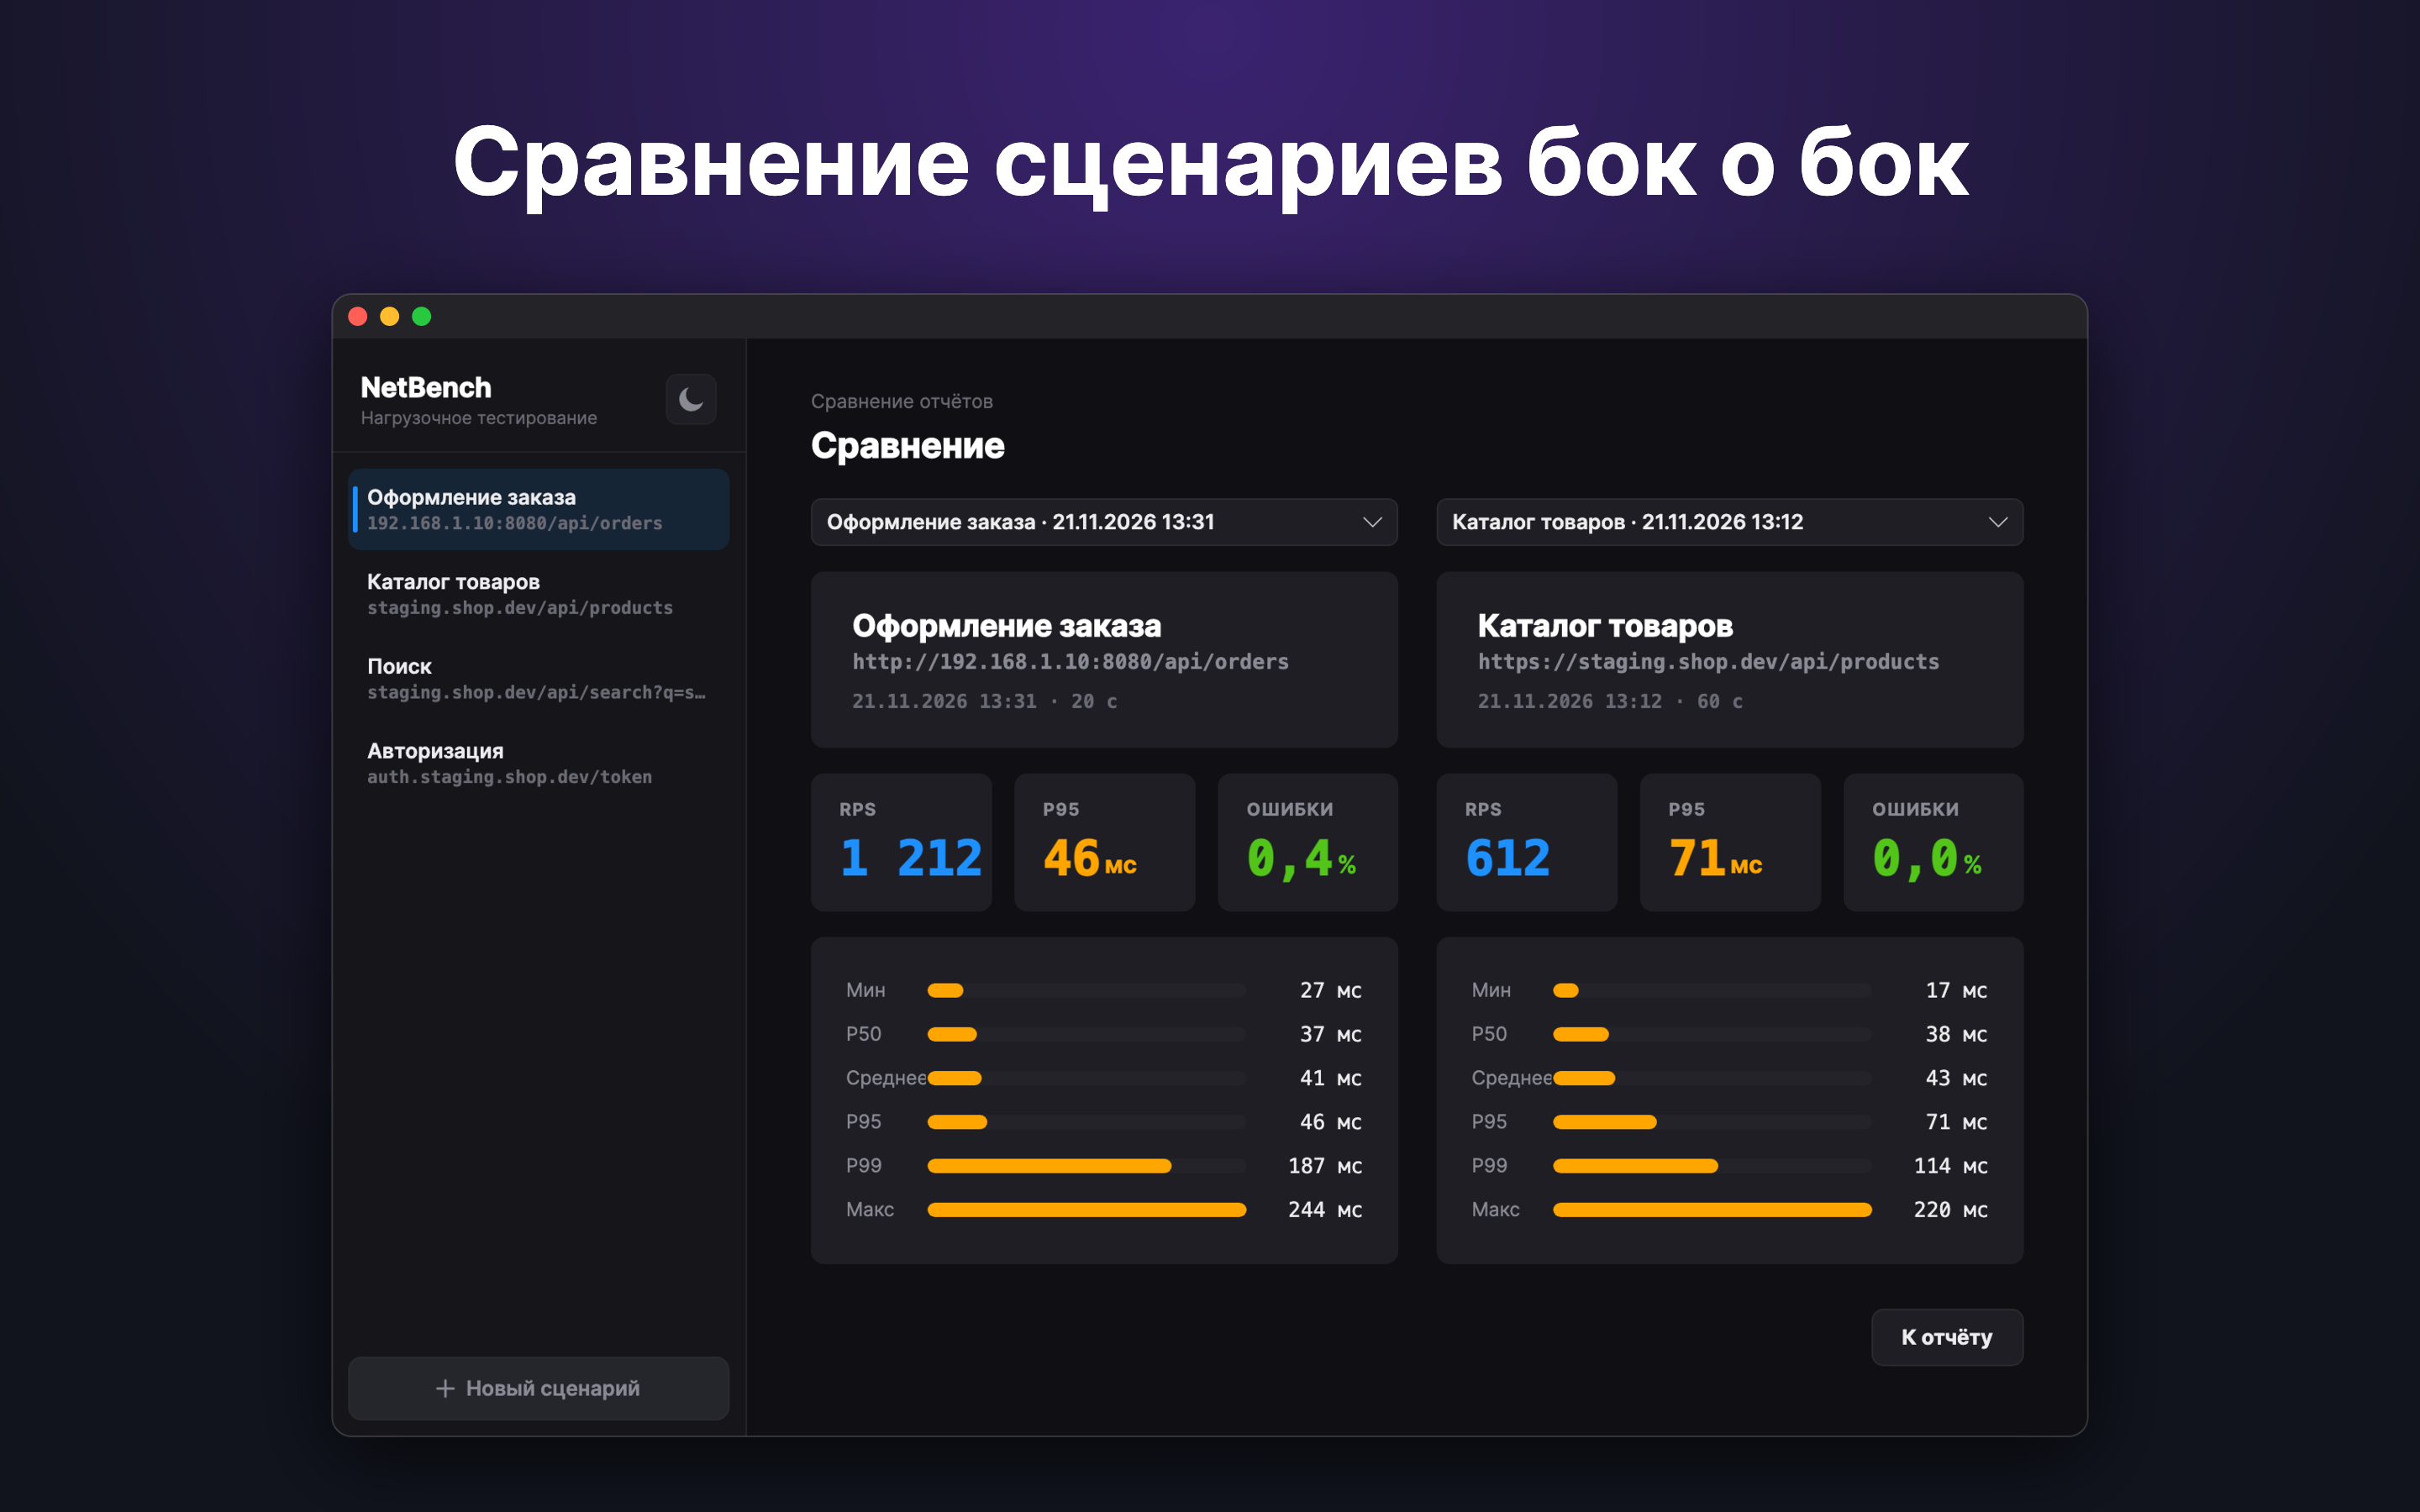 Сравнение сценариев бок о бок
NetBench
Нагрузочное тестирование
Оформление заказа
192.168.1.10:8080/api/orders
Каталог товаров
staging.shop.dev/api/products
Поиск
staging.shop.dev/api/search?q=s…
Авторизация
auth.staging.shop.dev/token
Новый сценарий
Сравнение отчётов
Сравнение
Оформление заказа · 21.11.2026 13:31
Оформление заказа
http://192.168.1.10:8080/api/orders
21.11.2026 13:31 · 20 с
RPS
1 212
P95
46 мс
ОШИБКИ
0,4 %
Мин 27 мс
P50 37 мс
Среднее 41 мс
P95 46 мс
P99 187 мс
Макс 244 мс
Каталог товаров · 21.11.2026 13:12
Каталог товаров
https://staging.shop.dev/api/products
21.11.2026 13:12 · 60 с
RPS
612
P95
71 мс
ОШИБКИ
0,0 %
Мин 17 мс
P50 38 мс
Среднее 43 мс
P95 71 мс
P99 114 мс
Макс 220 мс
К отчёту